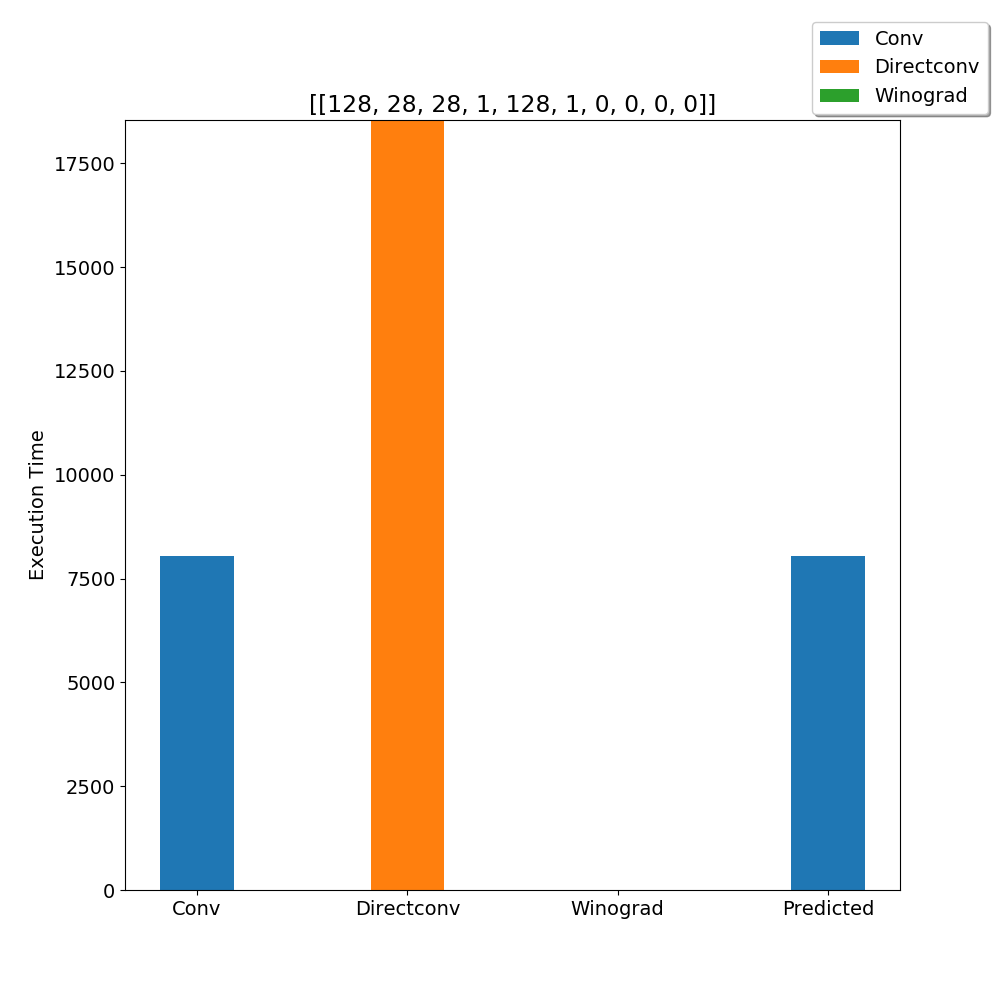 Conv
Directconv
Winograd
[[128, 28, 28, 1, 128, 1, 0, 0, 0, 0]]
17500
15000
12500
10000
7500
5000
2500
0
Execution Time
Conv Directconv Winograd Predicted